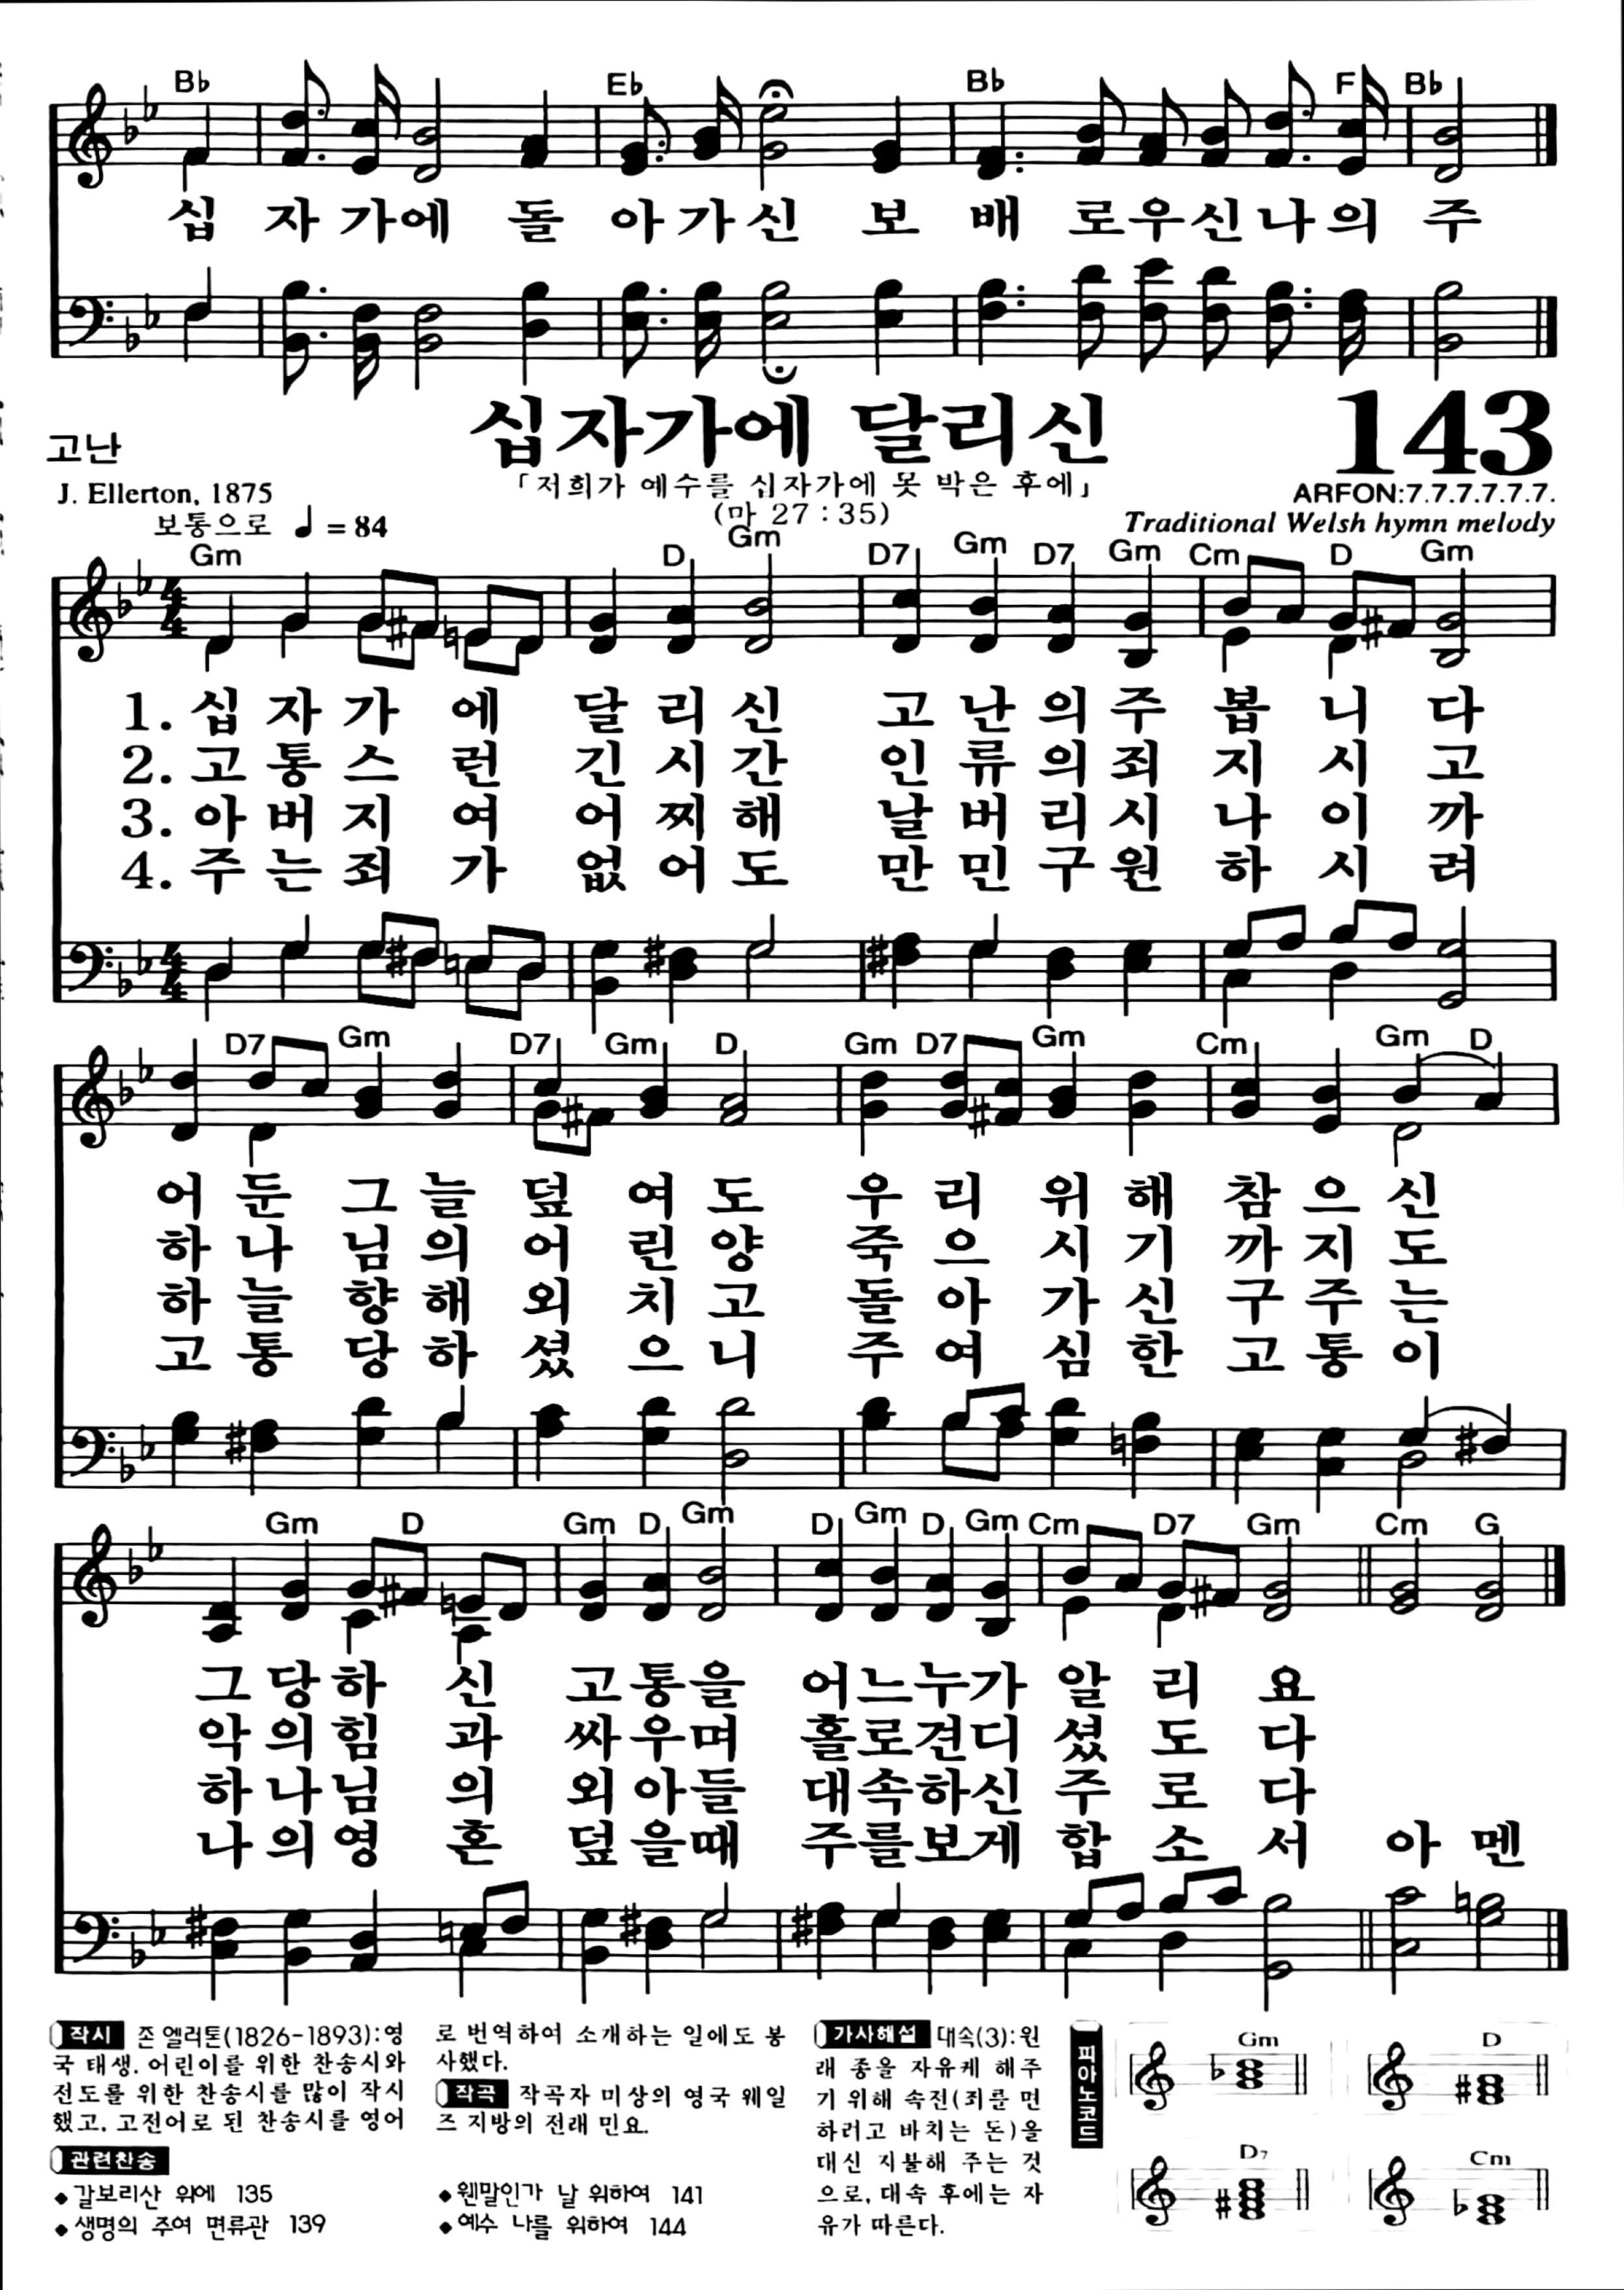 Bb Eb Bb F Bb
십 자 가에 돌 아가신 보 배 로우신나의 주
고난
십자가에 달리신
143
J. Ellerton, 1875
「저희가 예수를 십자가에 못 박은 후에」
(마 27 : 35)
ARFON:7.7.7.7.7.7.
보통으로 ♩ = 84
Traditional Welsh hymn melody
Gm D Gm D7 Gm D7 Gm Cm D Gm
1. 십 자 가 에 달 리 신 고 난 의 주 봅 니 다
2. 고 통 스 런 긴 시 간 인 류 의 죄 지 시 고
3. 아 버 지 여 어 찌 해 날 버 리 시 나 이 까
4. 주 는 죄 가 없 어 도 만 민 구 원 하 시 려
D7 Gm D7 Gm D Gm D7 Gm Cm Gm D
어 둔 그 늘 덮 여 도 우 리 위 해 참 으 신
하 나 님 의 어 린 양 죽 으 시 기 까 지 도
하 늘 향 해 외 치 고 돌 아 가 신 구 주 는
고 통 당 하 셨 으 니 주 여 심 한 고 통 이
Gm D Gm D Gm D Gm D Gm Cm D7 Gm Cm G
그 당 하 신 고 통 을 어느누가 알 리 요
악 의 힘 과 싸 우 며 홀로견디 셨 도 다
하 나 님 의 외 아 들 대속하신 주 로 다
나 의 영 혼 덮 을 때 주를보게 합 소 서 아 멘
작시 존 엘러톤(1826-1893):영
국 태생. 어린이를 위한 찬송시와
전도를 위한 찬송시를 많이 작시
했고, 고전어로 된 찬송시를 영어
로 번역하여 소개하는 일에도 봉
사했다.
작곡 작곡자 미상의 영국 웨일
즈 지방의 전래 민요.
관련찬송
◆갈보리산 위에 135
◆생명의 주여 면류관 139
◆웬말인가 날 위하여 141
◆예수 나를 위하여 144
가사해설 대속(3):원
래 종을 자유케 해주
기 위해 속전(죄를 면
하려고 바치는 돈)을
대신 지불해 주는 것
으로, 대속 후에는 자
유가 따른다.
피아노코드
Gm D
D7 Cm